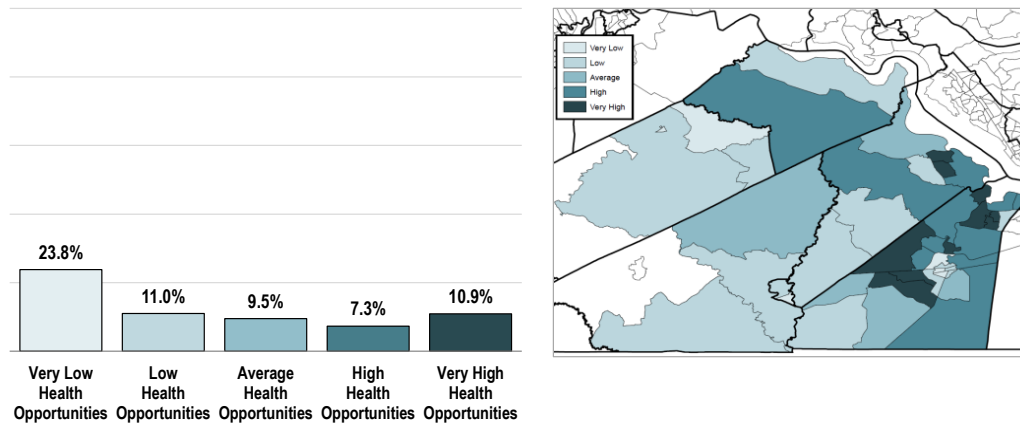 23.8%
11.0%
9.5%
7.3%
10.9%
Very Low
Health
Opportunities
Low
Health
Opportunities
Average
Health
Opportunities
High
Health
Opportunities
Very High
Health
Opportunities
Very Low
Low
Average
High
Very High